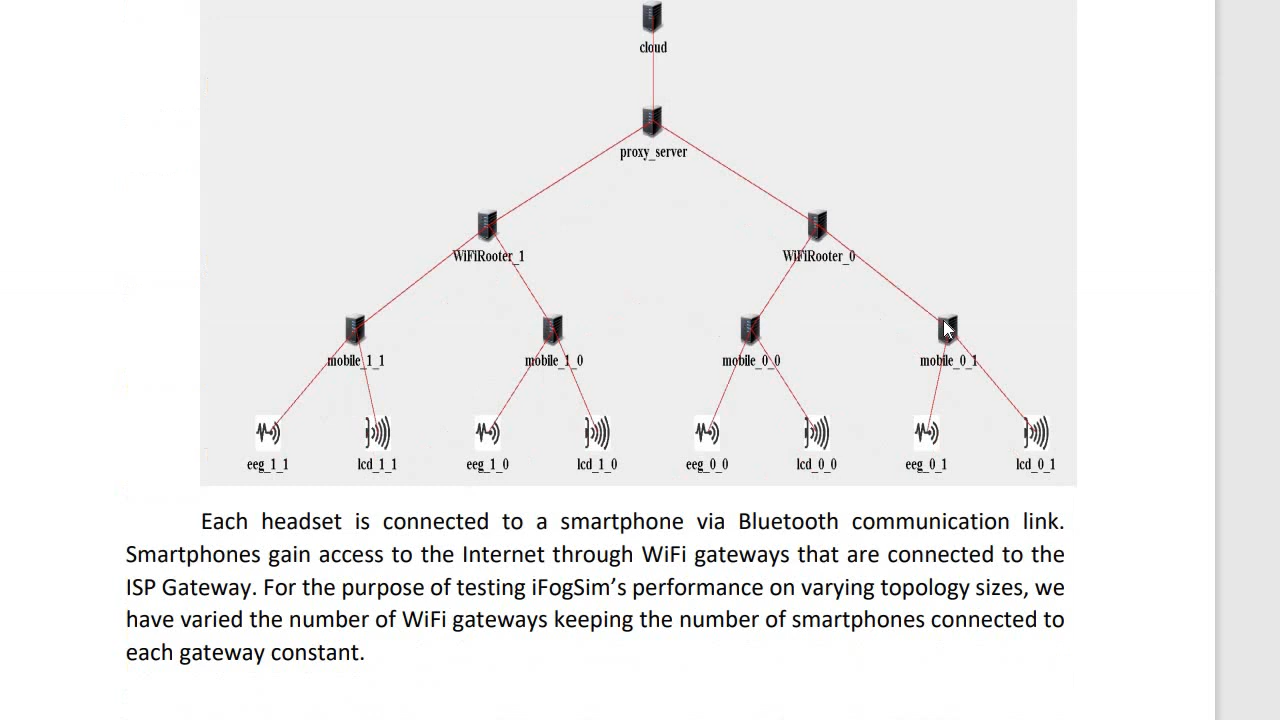 cloud
proxy_server
WiFiRooter_1
WiFiRooter_0
mobile_1_1
mobile_1_0
mobile_0_0
mobile_0_1
eeg_1_1
lcd_1_1
eeg_1_0
lcd_1_0
eeg_0_0
lcd_0_0
eeg_0_1
lcd_0_1
Each headset is connected to a smartphone via Bluetooth communication link.
Smartphones gain access to the Internet through WiFi gateways that are connected to the
ISP Gateway. For the purpose of testing iFogSim’s performance on varying topology sizes, we
have varied the number of WiFi gateways keeping the number of smartphones connected to
each gateway constant.